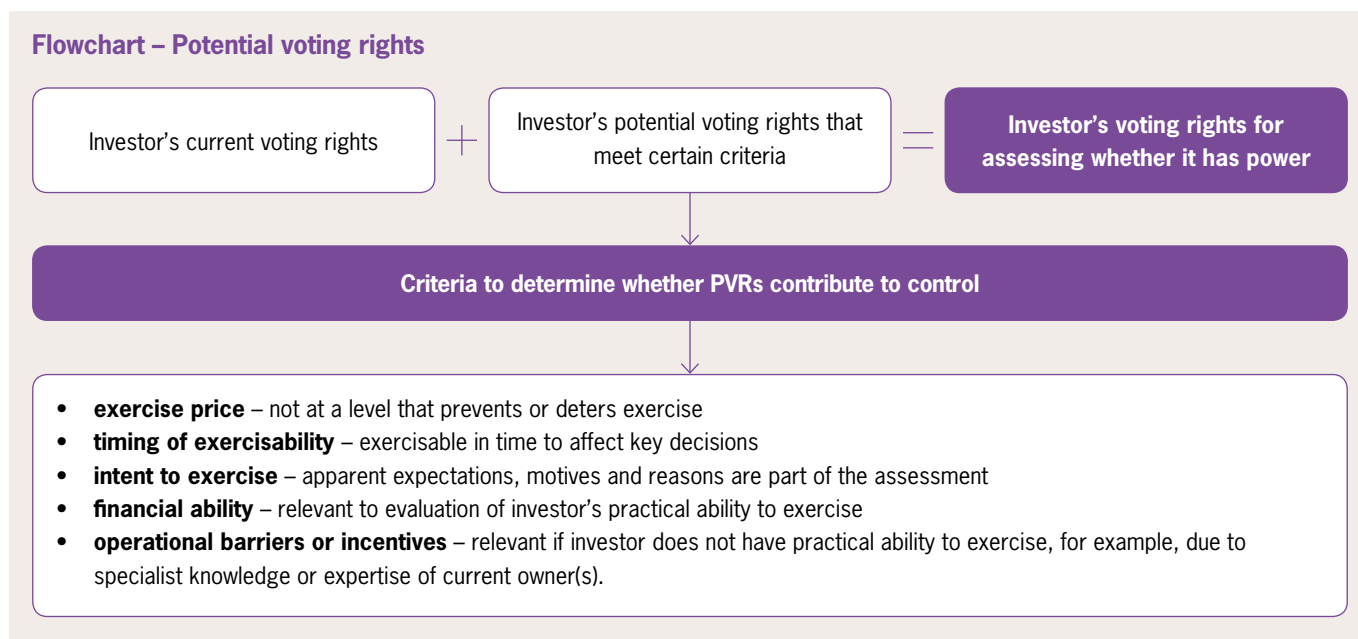 Flowchart – Potential voting rights
Investor's current voting rights
+
Investor's potential voting rights that
meet certain criteria
=
Investor's voting rights for
assessing whether it has power
Criteria to determine whether PVRs contribute to control
• exercise price – not at a level that prevents or deters exercise
• timing of exercisability – exercisable in time to affect key decisions
• intent to exercise – apparent expectations, motives and reasons are part of the assessment
• financial ability – relevant to evaluation of investor's practical ability to exercise
• operational barriers or incentives – relevant if investor does not have practical ability to exercise, for example, due to
specialist knowledge or expertise of current owner(s).